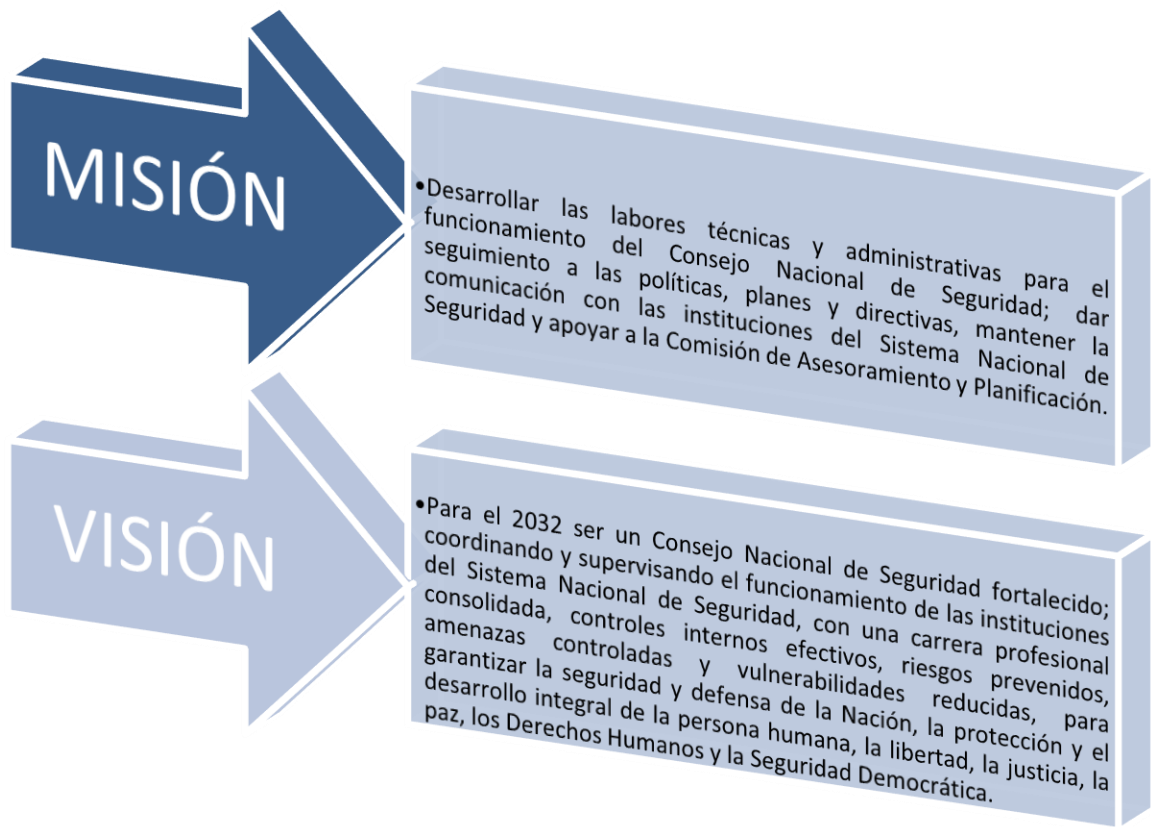 MISIÓN
•Desarrollar las labores técnicas y administrativas para el
funcionamiento del Consejo Nacional de Seguridad; dar
seguimiento a las políticas, planes y directivas, mantener la
comunicación con las instituciones del Sistema Nacional de
Seguridad y apoyar a la Comisión de Asesoramiento y Planificación.
VISIÓN
•Para el 2032 ser un Consejo Nacional de Seguridad fortalecido;
coordinando y supervisando el funcionamiento de las instituciones
del Sistema Nacional de Seguridad, con una carrera profesional
consolidada, controles internos efectivos, riesgos prevenidos,
amenazas controladas y vulnerabilidades reducidas, para
garantizar la seguridad y defensa de la Nación, la protección y el
desarrollo integral de la persona humana, la libertad, la justicia, la
paz, los Derechos Humanos y la Seguridad Democrática.